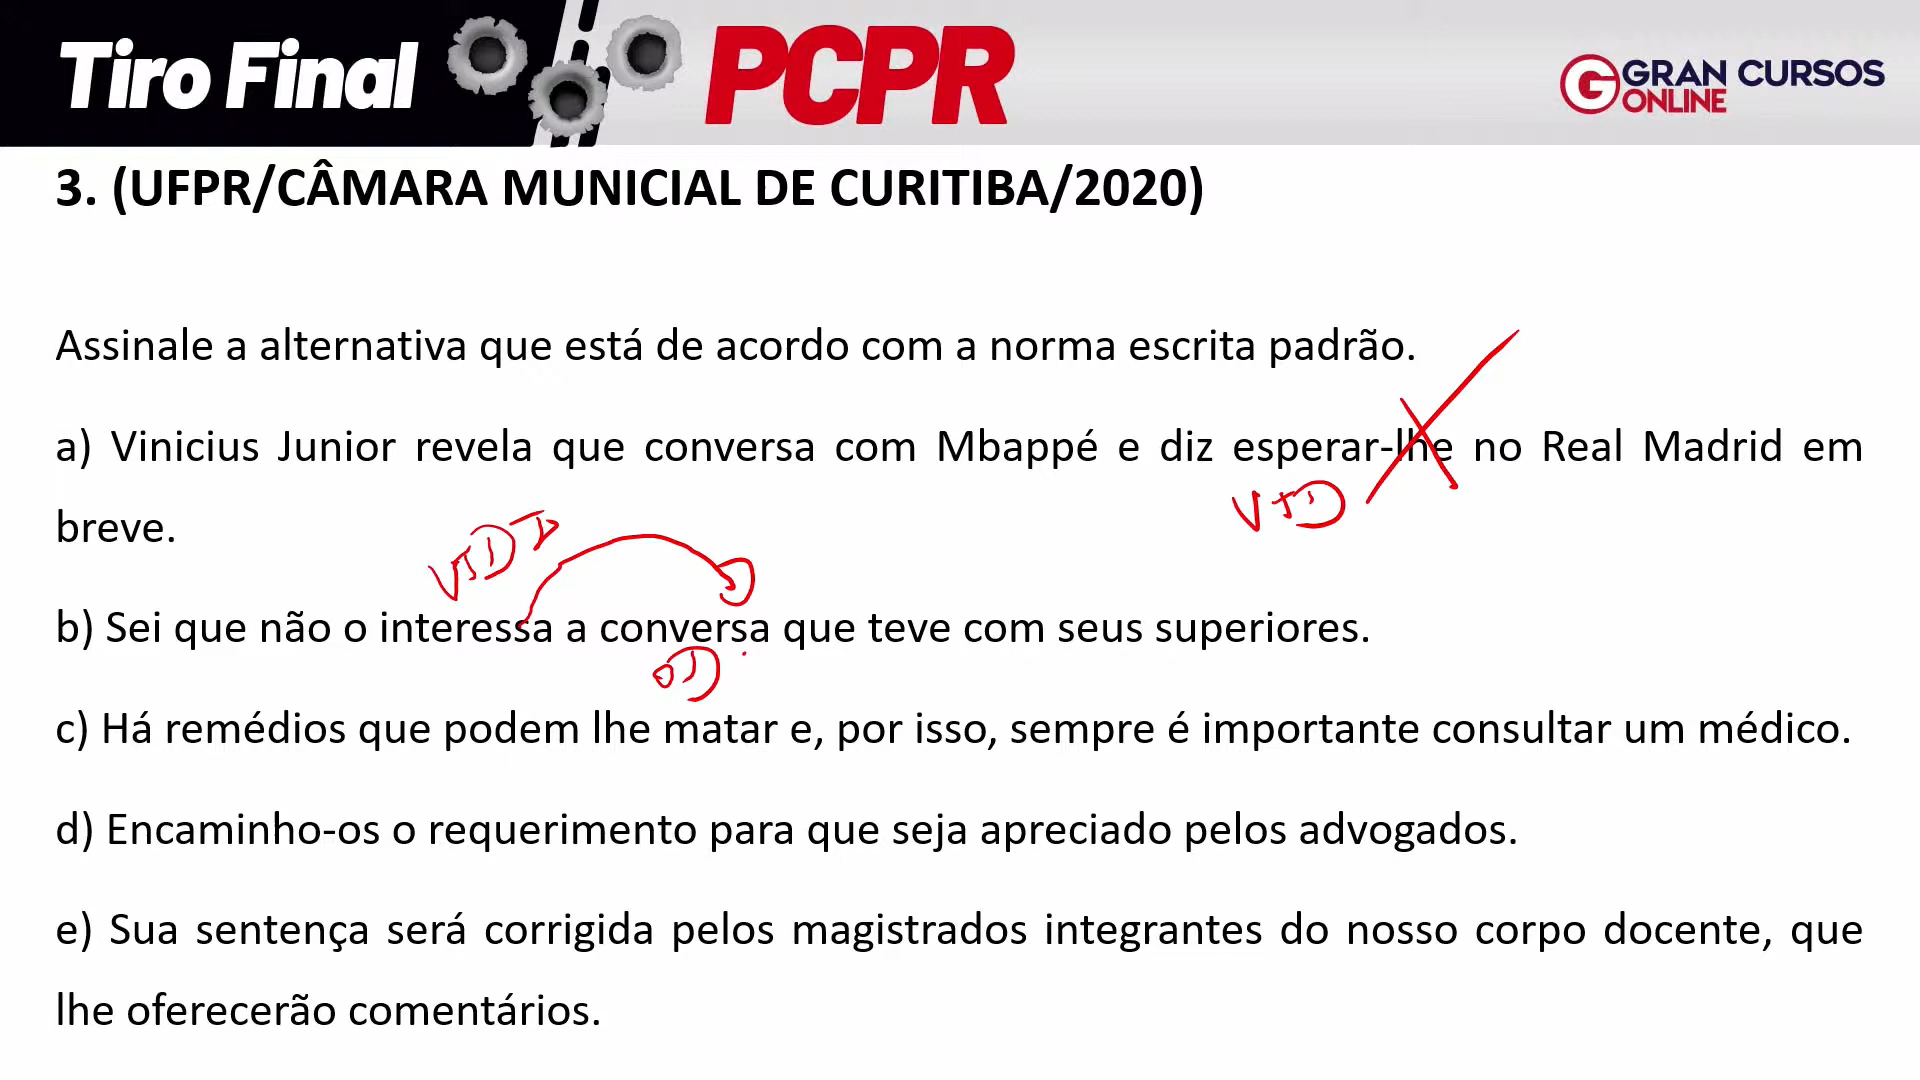 Tiro Final
PCPR
GRAN CURSOS
ONLINE
3. (UFPR/CÂMARA MUNICIAL DE CURITIBA/2020)
Assinale a alternativa que está de acordo com a norma escrita padrão.
a) Vinicius Junior revela que conversa com Mbappé e diz esperar-lhe no Real Madrid em
VTD
breve.
VTDI
b) Sei que não o interessa a conversa que teve com seus superiores.
OD
c) Há remédios que podem lhe matar e, por isso, sempre é importante consultar um médico.
d) Encaminho-os o requerimento para que seja apreciado pelos advogados.
e) Sua sentença será corrigida pelos magistrados integrantes do nosso corpo docente, que
lhe oferecerão comentários.